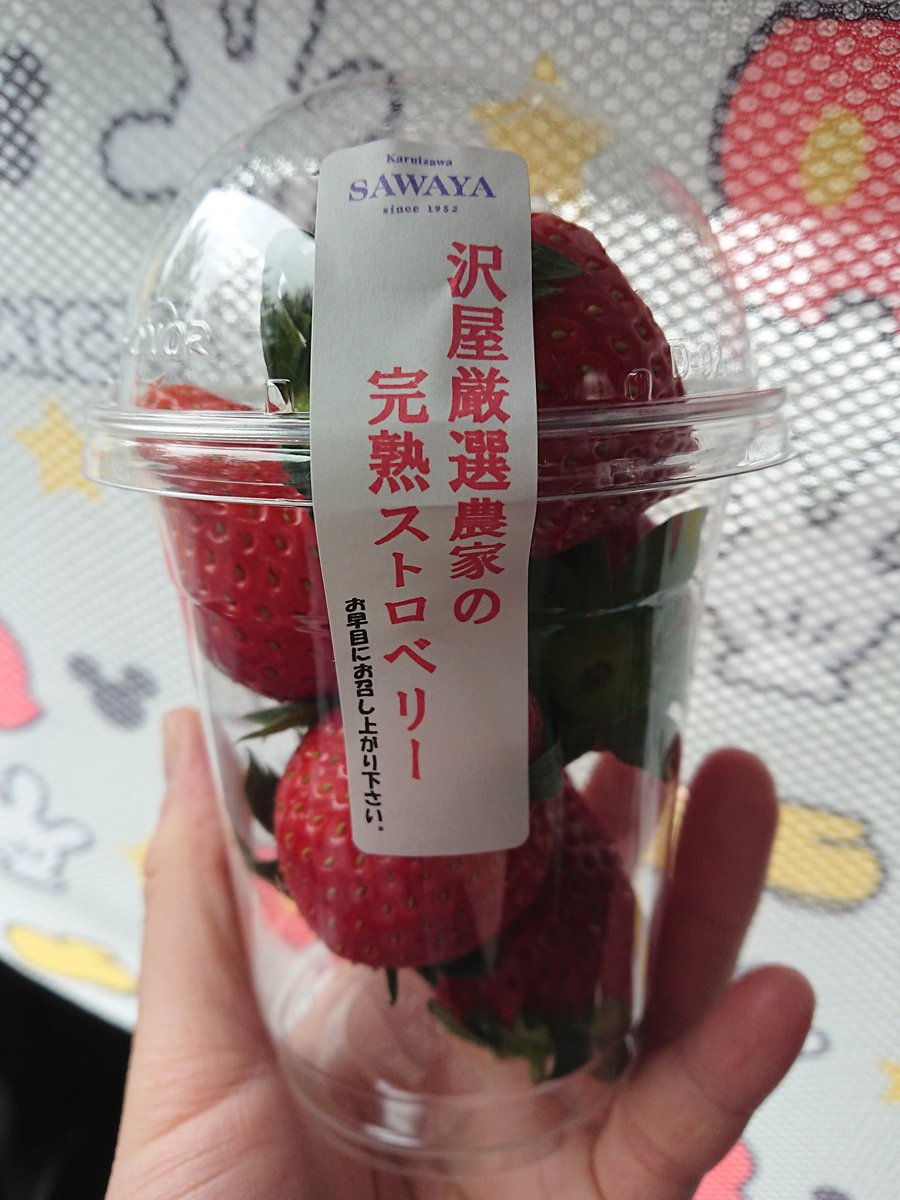 Karuizawa
SAWAYA
since 1952
沢屋厳選農家の
完熟ストロベリー
お早目にお召し上がり下さい。